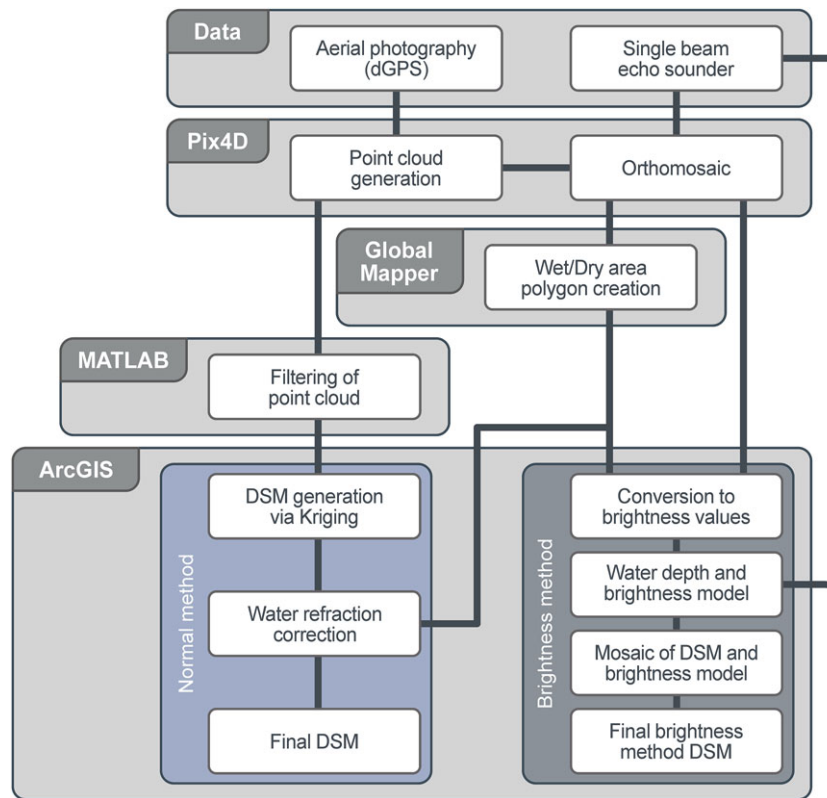 Data
Aerial photography
(dGPS)
Single beam
echo sounder
Pix4D
Point cloud
generation
Orthomosaic
Global
Mapper
Wet/Dry area
polygon creation
MATLAB
Filtering of
point cloud
ArcGIS
Normal method
DSM generation
via Kriging
Water refraction
correction
Final DSM
Brightness method
Conversion to
brightness values
Water depth and
brightness model
Mosaic of DSM and
brightness model
Final brightness
method DSM